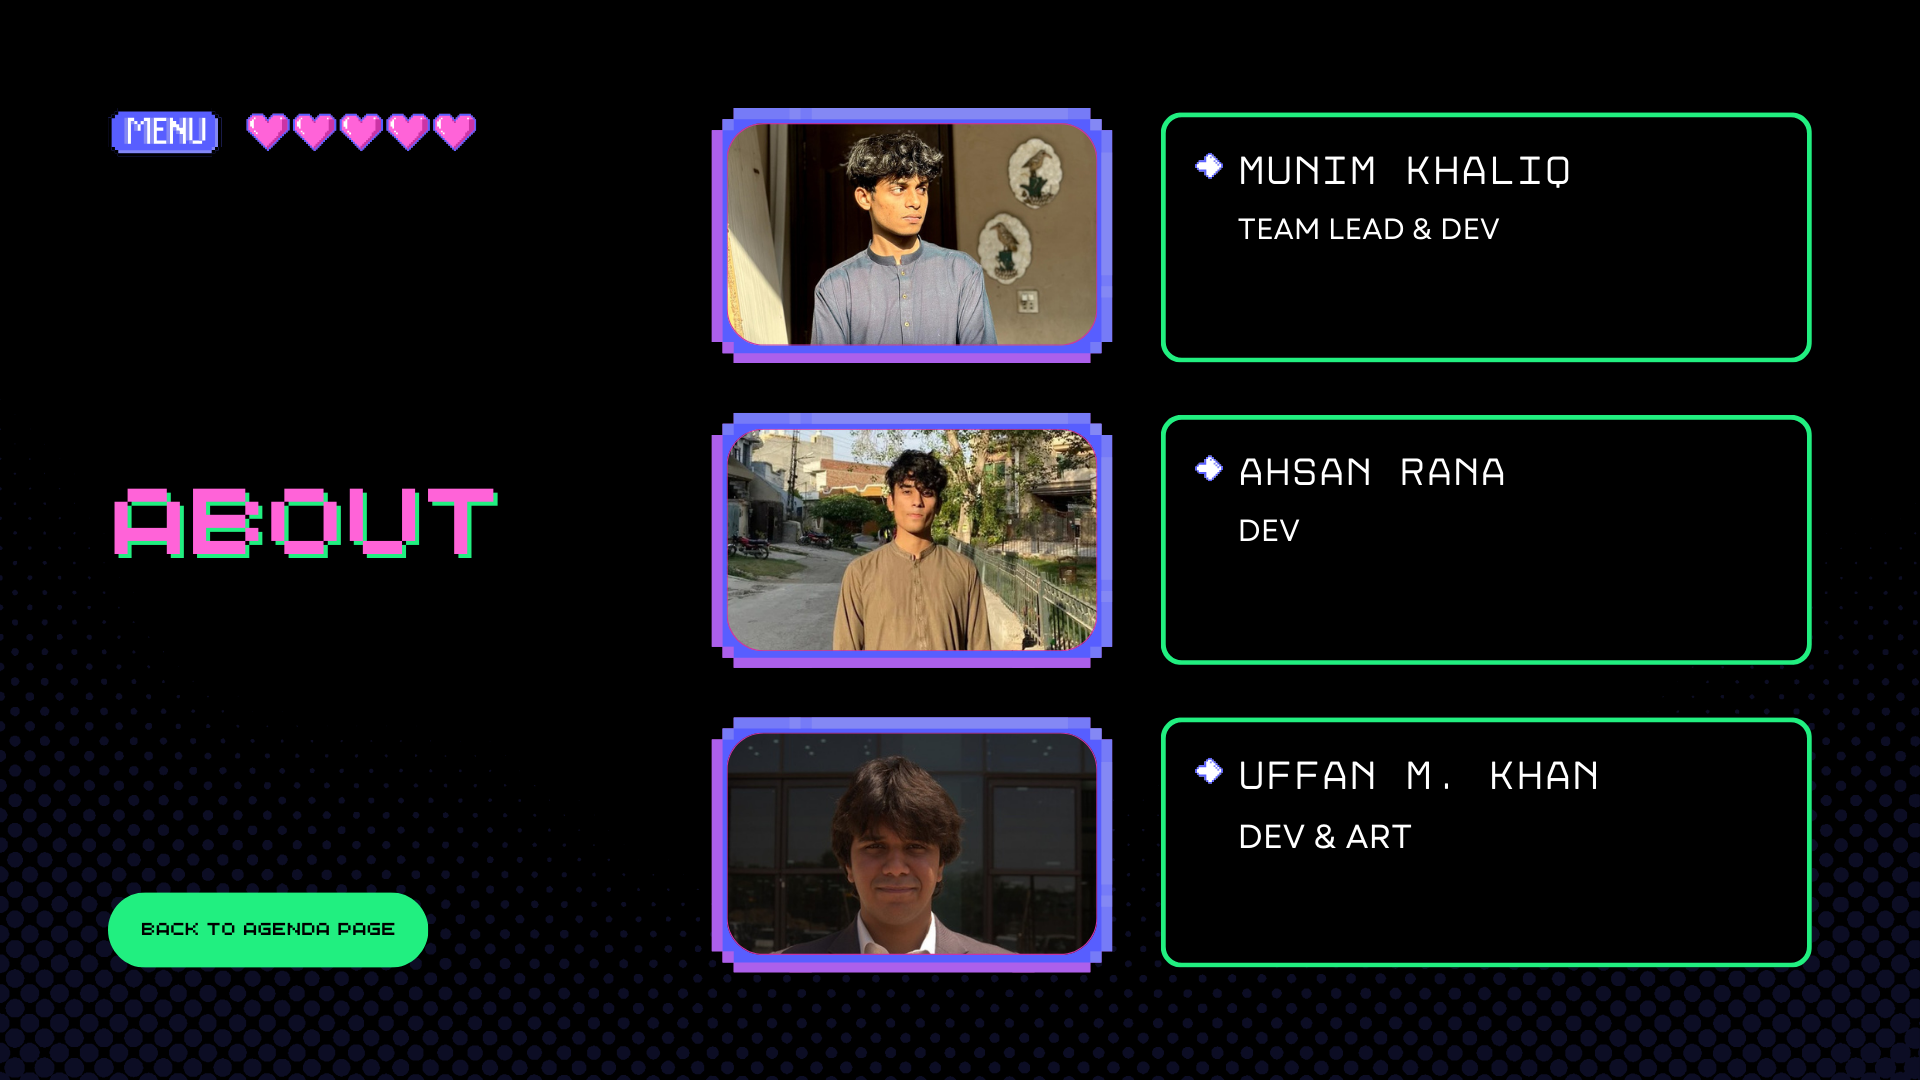 MENU
ABOUT
BACK TO AGENDA PAGE
MUNIM KHALIQ
TEAM LEAD & DEV
AHSAN RANA
DEV
UFFAN M. KHAN
DEV & ART